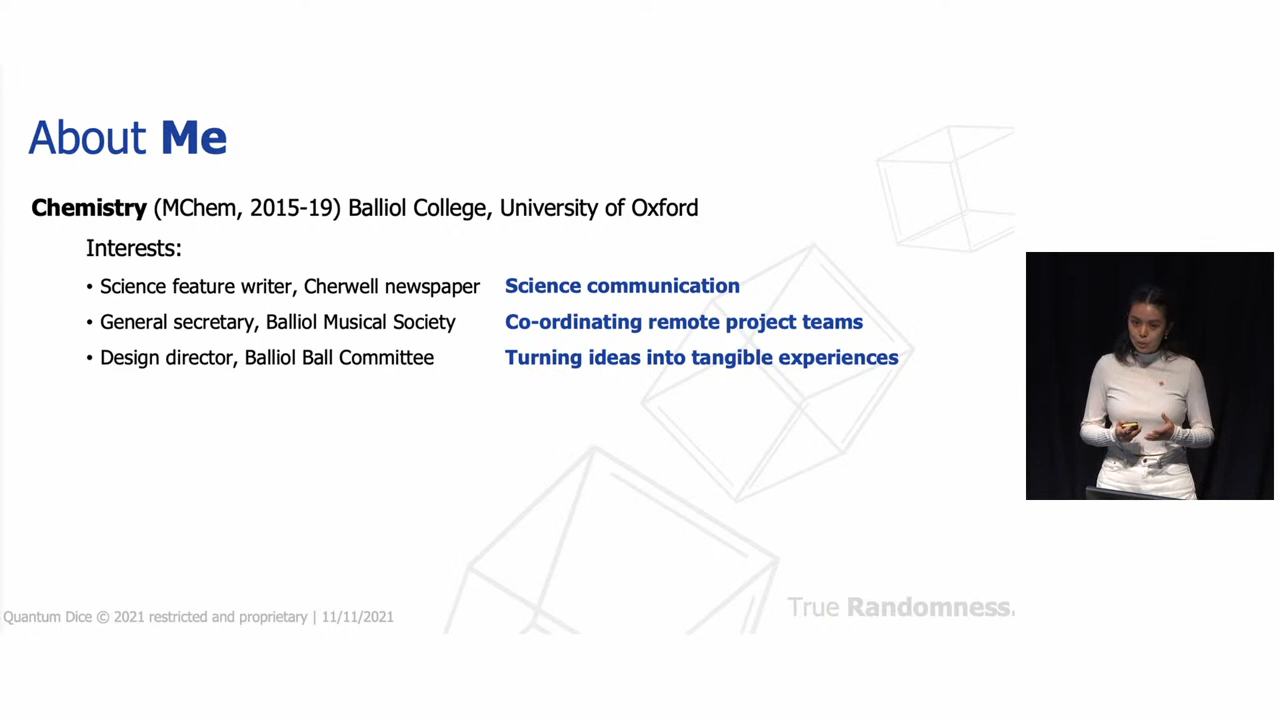 About Me
Chemistry (MChem, 2015-19) Balliol College, University of Oxford
Interests:
• Science feature writer, Cherwell newspaper Science communication
• General secretary, Balliol Musical Society Co-ordinating remote project teams
• Design director, Balliol Ball Committee Turning ideas into tangible experiences
Quantum Dice © 2021 restricted and proprietary | 11/11/2021
True Randomness.